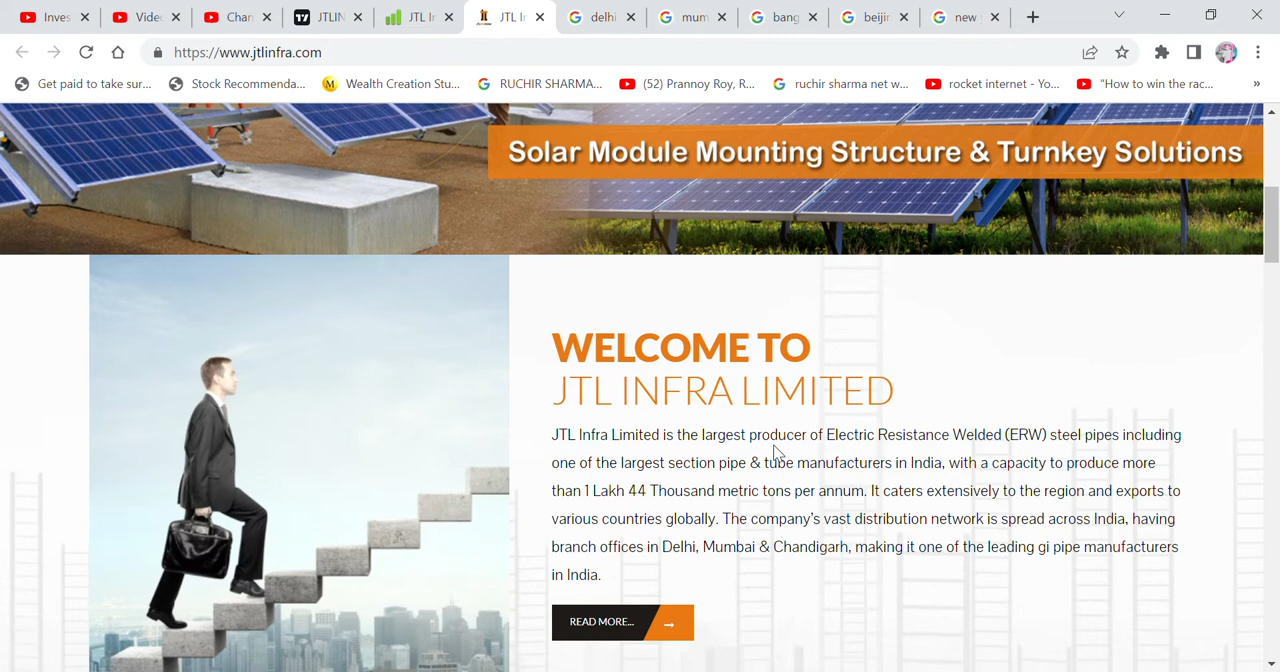 Inves
Vide
Chan
JTLIN
JTL Ir
JTL Ir
delhi
mum
bang
beijin
new
https://www.jtlinfra.com
Get paid to take sur...
Stock Recommenda...
Wealth Creation Stu...
RUCHIR SHARMA...
(52) Prannoy Roy, R...
ruchir sharma net w...
rocket internet - Yo...
"How to win the rac...
»
Solar Module Mounting Structure & Turnkey Solutions
WELCOME TO
JTL INFRA LIMITED
JTL Infra Limited is the largest producer of Electric Resistance Welded (ERW) steel pipes including
one of the largest section pipe & tube manufacturers in India, with a capacity to produce more
than 1 Lakh 44 Thousand metric tons per annum. It caters extensively to the region and exports to
various countries globally. The company's vast distribution network is spread across India, having
branch offices in Delhi, Mumbai & Chandigarh, making it one of the leading gi pipe manufacturers
in India.
READ MORE...